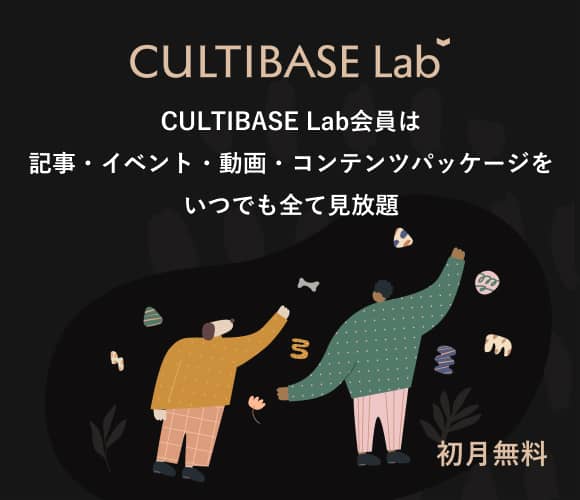 CULTIBASE Lab
CULTIBASE Lab会員は
記事・イベント・動画・コンテンツパッケージを
いつでも全て見放題
初月無料